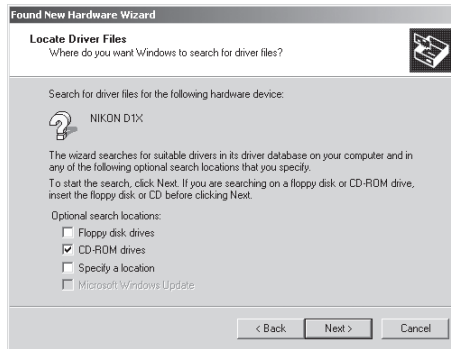 Found New Hardware Wizard
Locate Driver Files
Where do you want Windows to search for driver files?
Search for driver files for the following hardware device:
NIKON D1X
The wizard searches for suitable drivers in its driver database on your computer and in
any of the following optional search locations that you specify.
To start the search, click Next. If you are searching on a floppy disk or CD-ROM drive,
insert the floppy disk or CD before clicking Next.
Optional search locations:
Floppy disk drives
CD-ROM drives
Specify a location
Microsoft Windows Update
< Back Next > Cancel